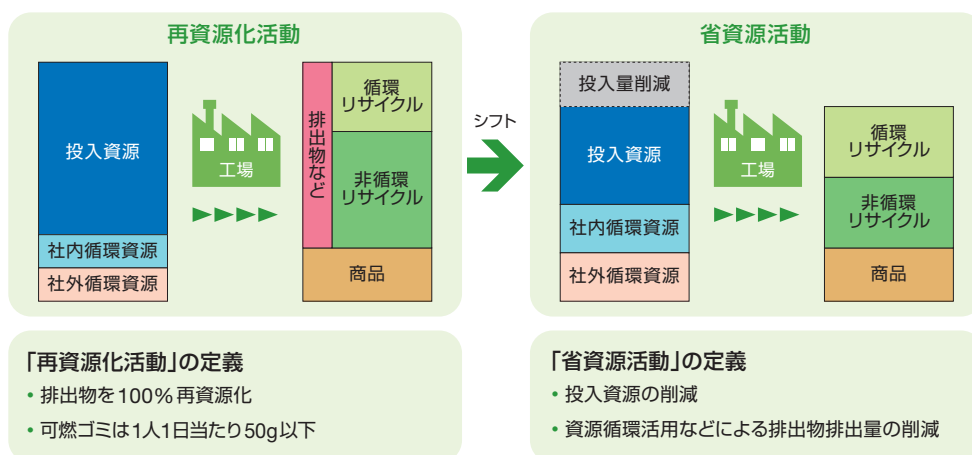 再資源化活動
投入資源
社内循環資源
社外循環資源
工場
排出物など
循環
リサイクル
非循環
リサイクル
商品
シフト
省資源活動
投入量削減
投入資源
社内循環資源
社外循環資源
工場
循環
リサイクル
非循環
リサイクル
商品
「再資源化活動」の定義
• 排出物を100% 再資源化
• 可燃ゴミは1人1日当たり50g以下
「省資源活動」の定義
• 投入資源の削減
• 資源循環活用などによる排出物排出量の削減